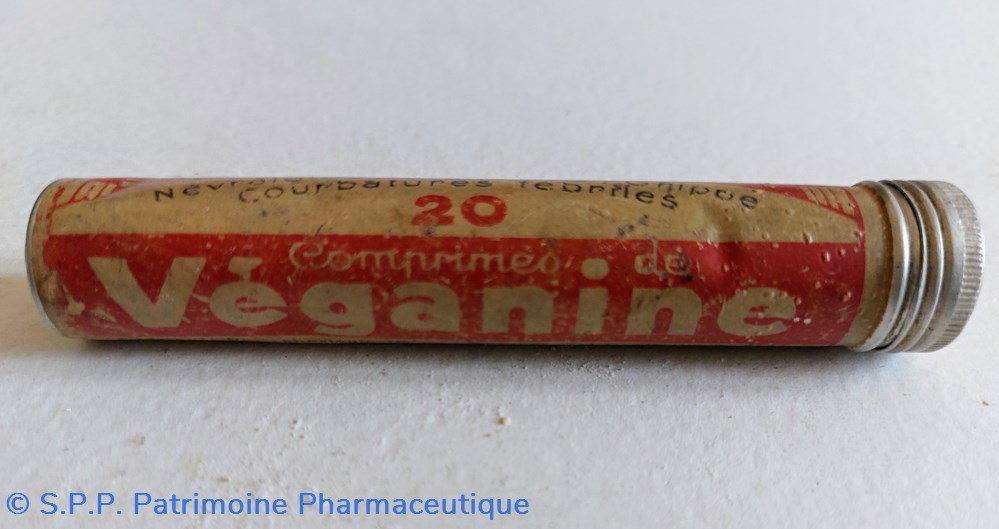 Courbatures fébriles
20
Comprimés de
Véganine
© S.P.P. Patrimoine Pharmaceutique